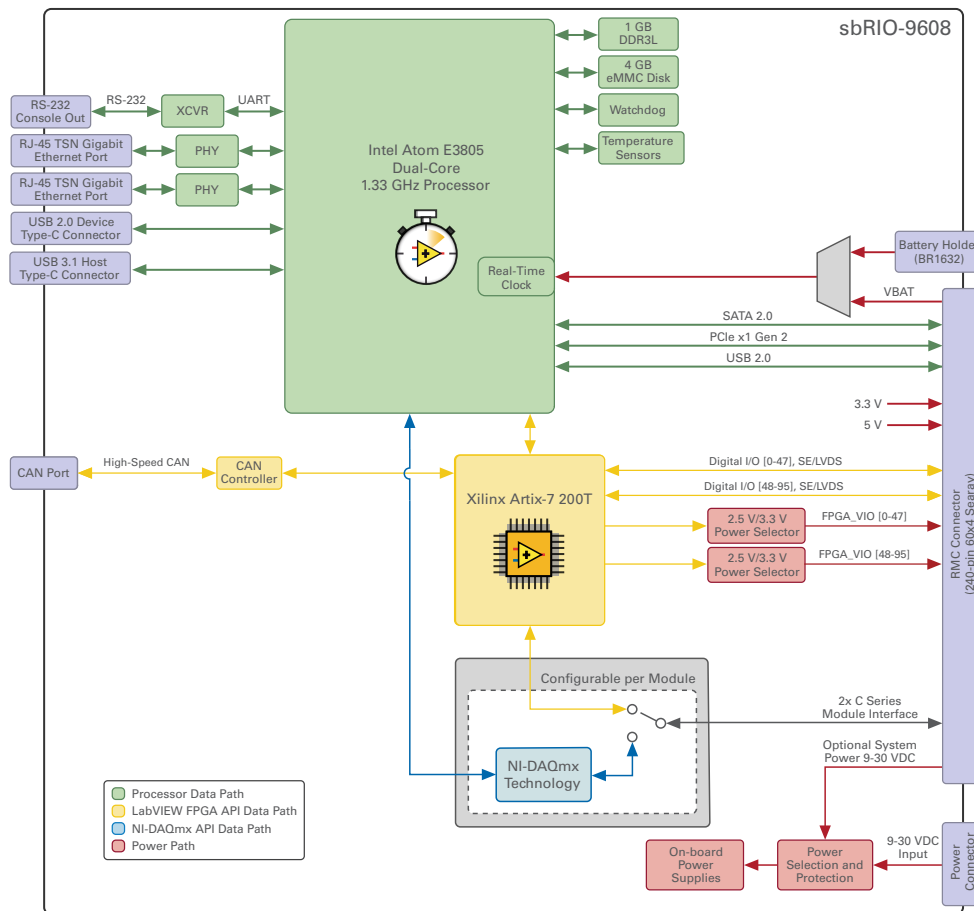 sbRIO-9608
1 GB
DDR3L
4 GB
eMMC Disk
Watchdog
Temperature
Sensors
RS-232
Console Out
RS-232
XCVR
UART
RJ-45 TSN Gigabit
Ethernet Port
PHY
RJ-45 TSN Gigabit
Ethernet Port
PHY
USB 2.0 Device
Type-C Connector
USB 3.1 Host
Type-C Connector
Intel Atom E3805
Dual-Core
1.33 GHz Processor
Real-Time
Clock
Battery Holder
(BR1632)
VBAT
SATA 2.0
PCIe x1 Gen 2
USB 2.0
3.3 V
5 V
CAN Port
High-Speed CAN
CAN
Controller
Xilinx Artix-7 200T
Digital I/O [0-47], SE/LVDS
Digital I/O [48-95], SE/LVDS
2.5 V/3.3 V
Power Selector
FPGA_VIO [0-47]
2.5 V/3.3 V
Power Selector
FPGA_VIO [48-95]
RMC Connector
(240-pin 60x4 Searay)
Configurable per Module
NI-DAQmx
Technology
2x C Series
Module Interface
Optional System
Power 9-30 VDC
Processor Data Path
LabVIEW FPGA API Data Path
NI-DAQmx API Data Path
Power Path
On-board
Power
Supplies
Power
Selection and
Protection
9-30 VDC
Input
Power
Connector